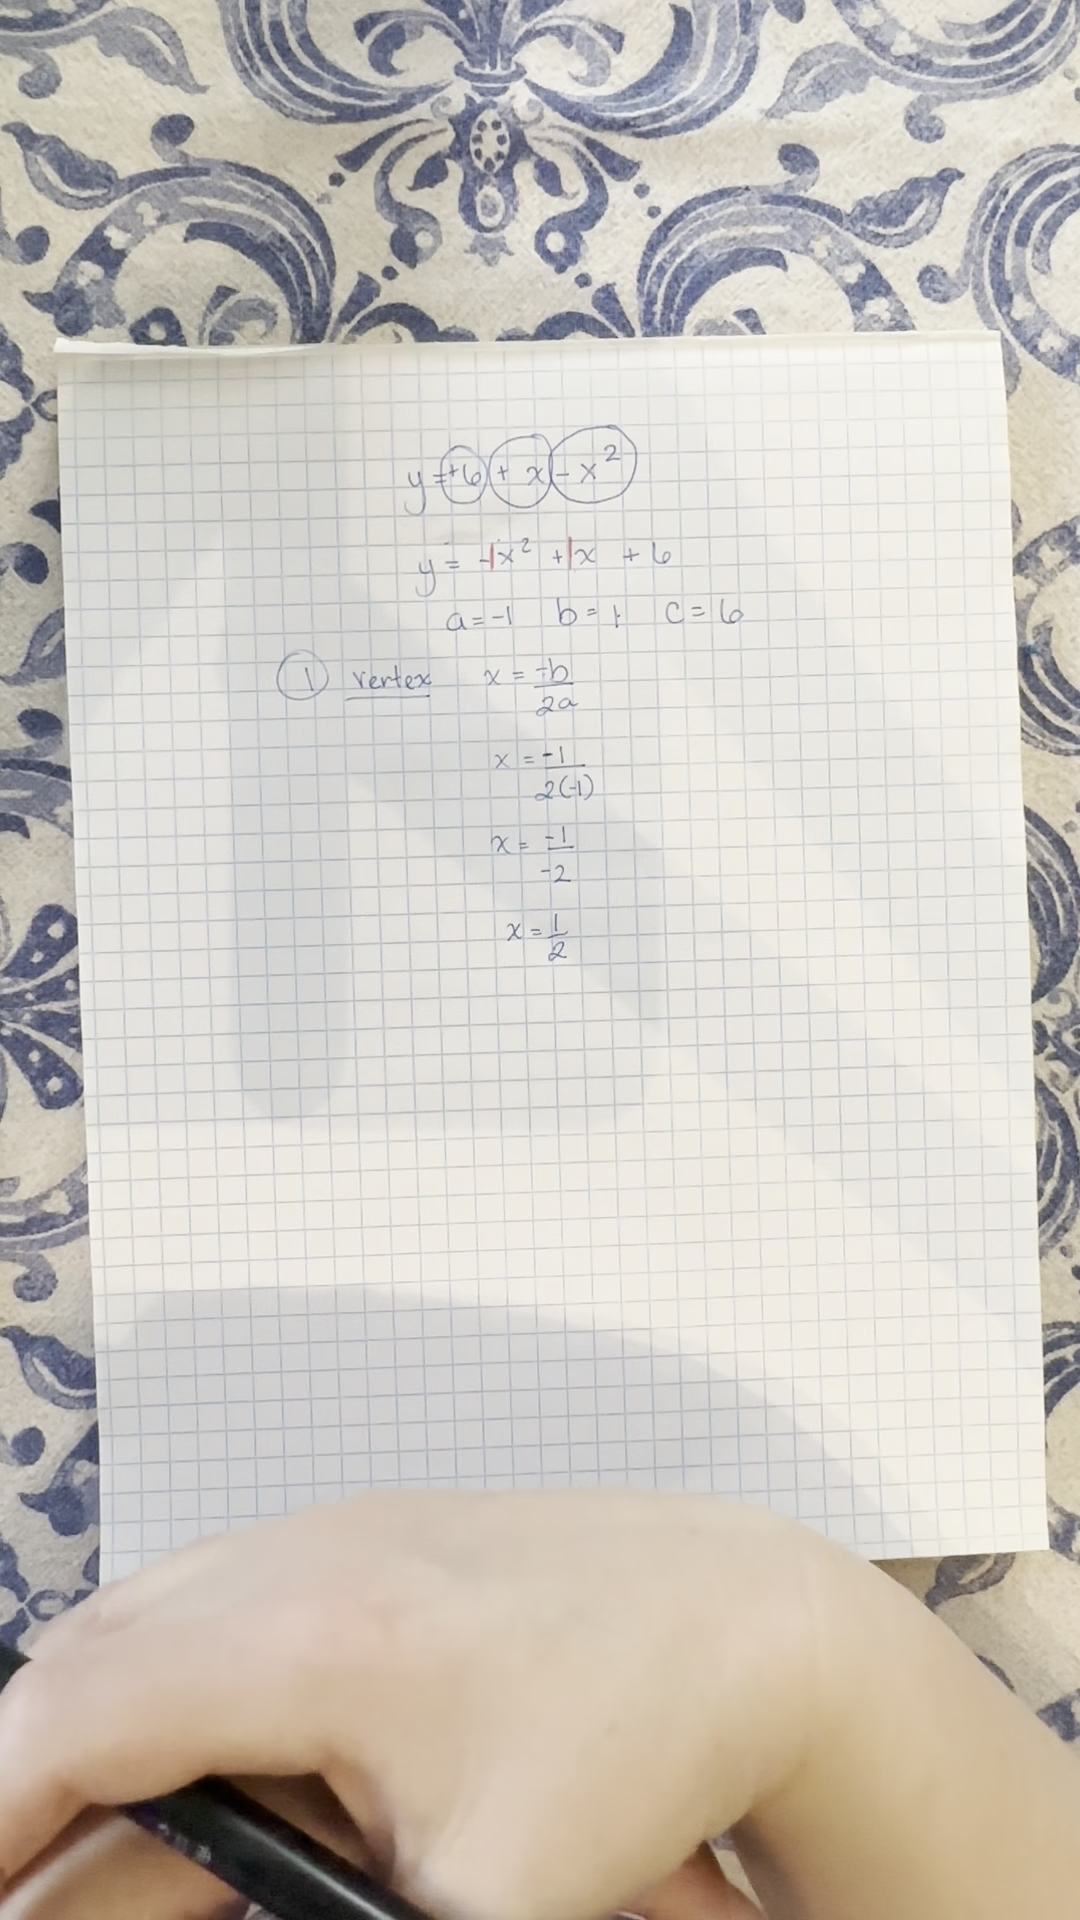 y = +6 + x - x²
y = -1x² + 1x + 6
a = -1 b = 1 c = 6
① vertex x = -b/2a
x = -1/2(-1)
x = -1/-2
x = 1/2